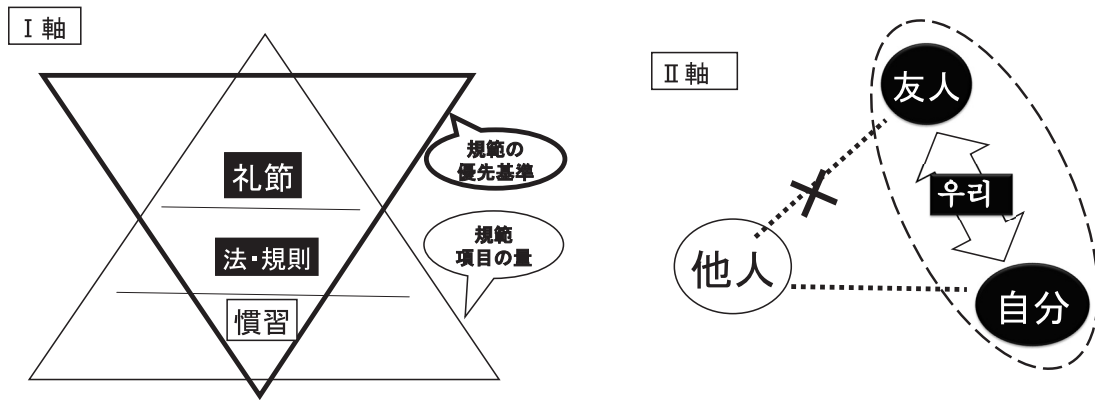 Ⅰ軸
規範の
優先基準
礼節
規範
項目の量
法・規則
慣習
Ⅱ軸
友人
우리
他人
自分